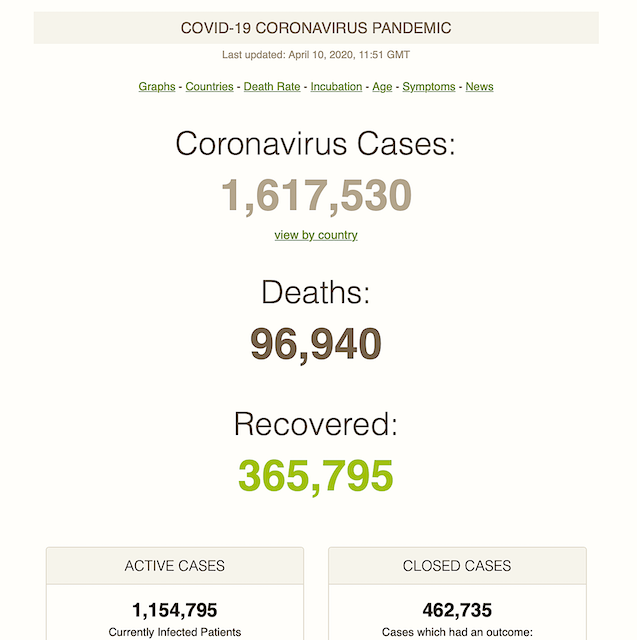 COVID-19 CORONAVIRUS PANDEMIC
Last updated: April 10, 2020, 11:51 GMT
Graphs - Countries - Death Rate - Incubation - Age - Symptoms - News
Coronavirus Cases:
1,617,530
view by country
Deaths:
96,940
Recovered:
365,795
ACTIVE CASES
1,154,795
Currently Infected Patients
CLOSED CASES
462,735
Cases which had an outcome: